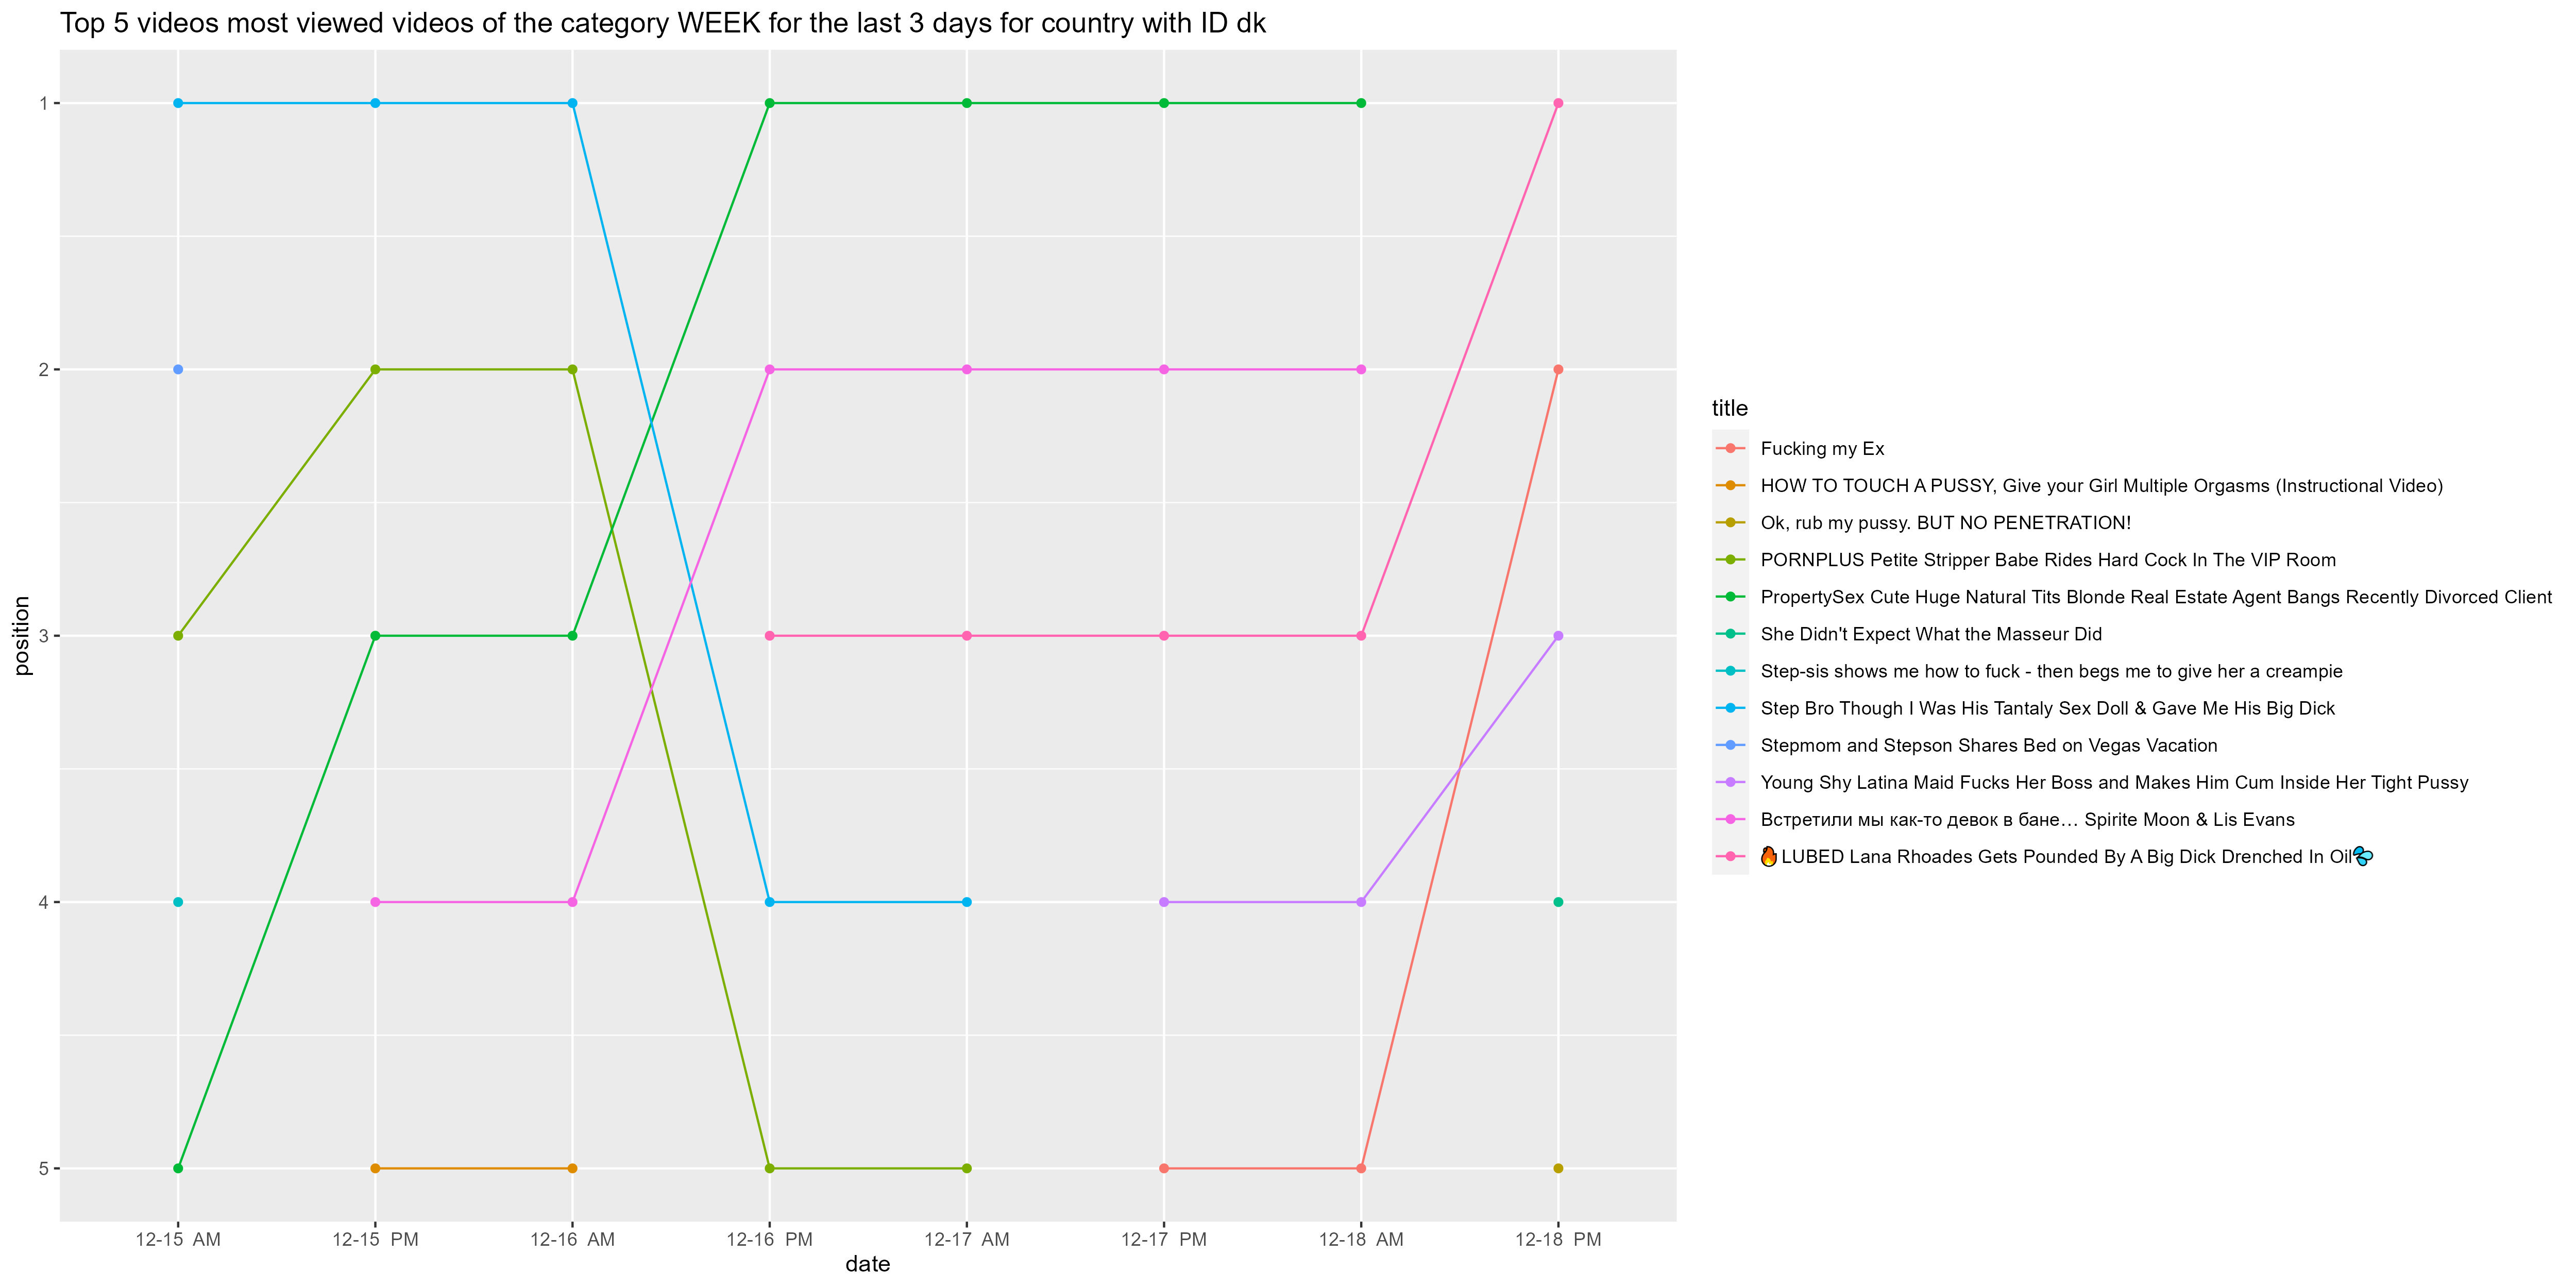 Top 5 videos most viewed videos of the category WEEK for the last 3 days for country with ID dk
1
2
3
4
5
position
12-15 AM
12-15 PM
12-16 AM
12-16 PM
12-17 AM
12-17 PM
12-18 AM
12-18 PM
date
title
Fucking my Ex
HOW TO TOUCH A PUSSY, Give your Girl Multiple Orgasms (Instructional Video)
Ok, rub my pussy. BUT NO PENETRATION!
PORNPLUS Petite Stripper Babe Rides Hard Cock In The VIP Room
PropertySex Cute Huge Natural Tits Blonde Real Estate Agent Bangs Recently Divorced Client
She Didn't Expect What the Masseur Did
Step-sis shows me how to fuck - then begs me to give her a creampie
Step Bro Though I Was His Tantaly Sex Doll & Gave Me His Big Dick
Stepmom and Stepson Shares Bed on Vegas Vacation
Young Shy Latina Maid Fucks Her Boss and Makes Him Cum Inside Her Tight Pussy
Встретили мы как-то девок в бане… Spirite Moon & Lis Evans
🔥LUBED Lana Rhoades Gets Pounded By A Big Dick Drenched In Oil💦